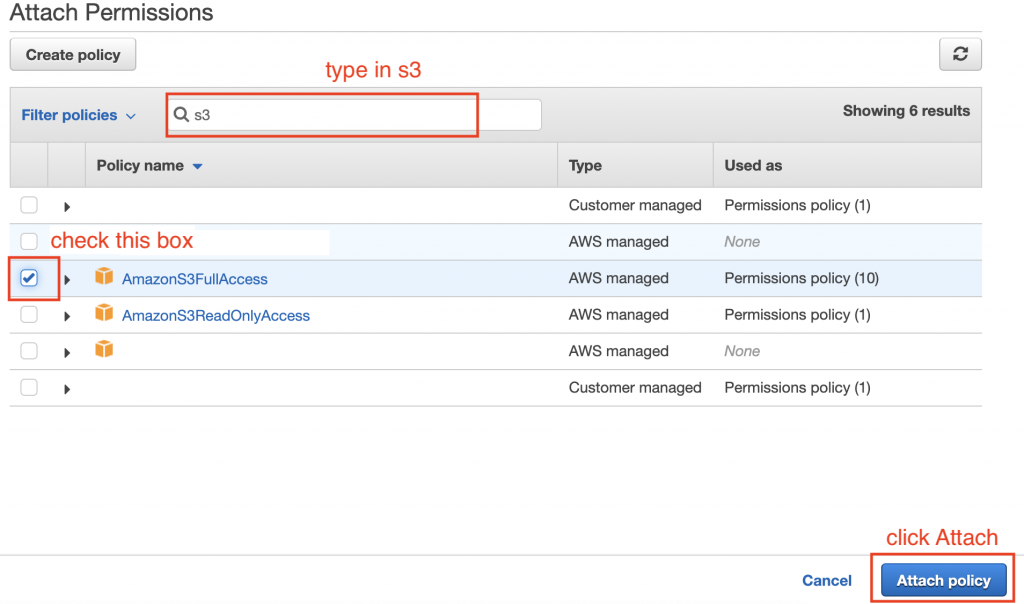 Attach Permissions
Create policy
type in s3
Filter policies
s3
Showing 6 results
Policy name Type Used as
Customer managed Permissions policy (1)
check this box AWS managed None
AmazonS3FullAccess AWS managed Permissions policy (10)
AmazonS3ReadOnlyAccess AWS managed Permissions policy (1)
AWS managed None
Customer managed Permissions policy (1)
click Attach
Cancel Attach policy